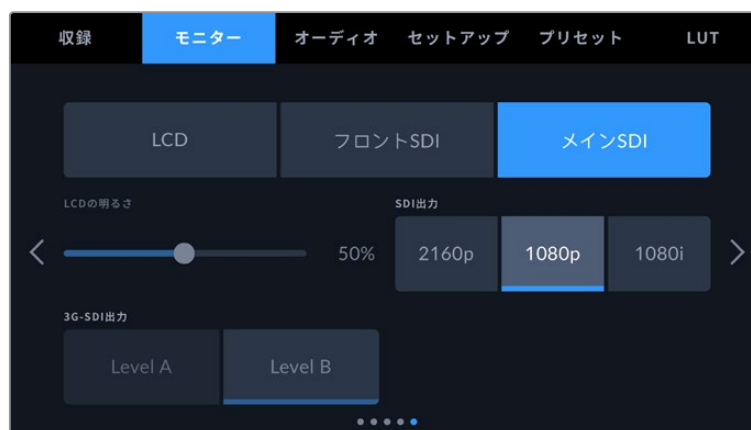 収録 モニター オーディオ セットアップ プリセット LUT
LCD フロントSDI メインSDI
LCDの明るさ SDI出力
50% 2160p 1080p 1080i
3G-SDI出力
Level A Level B